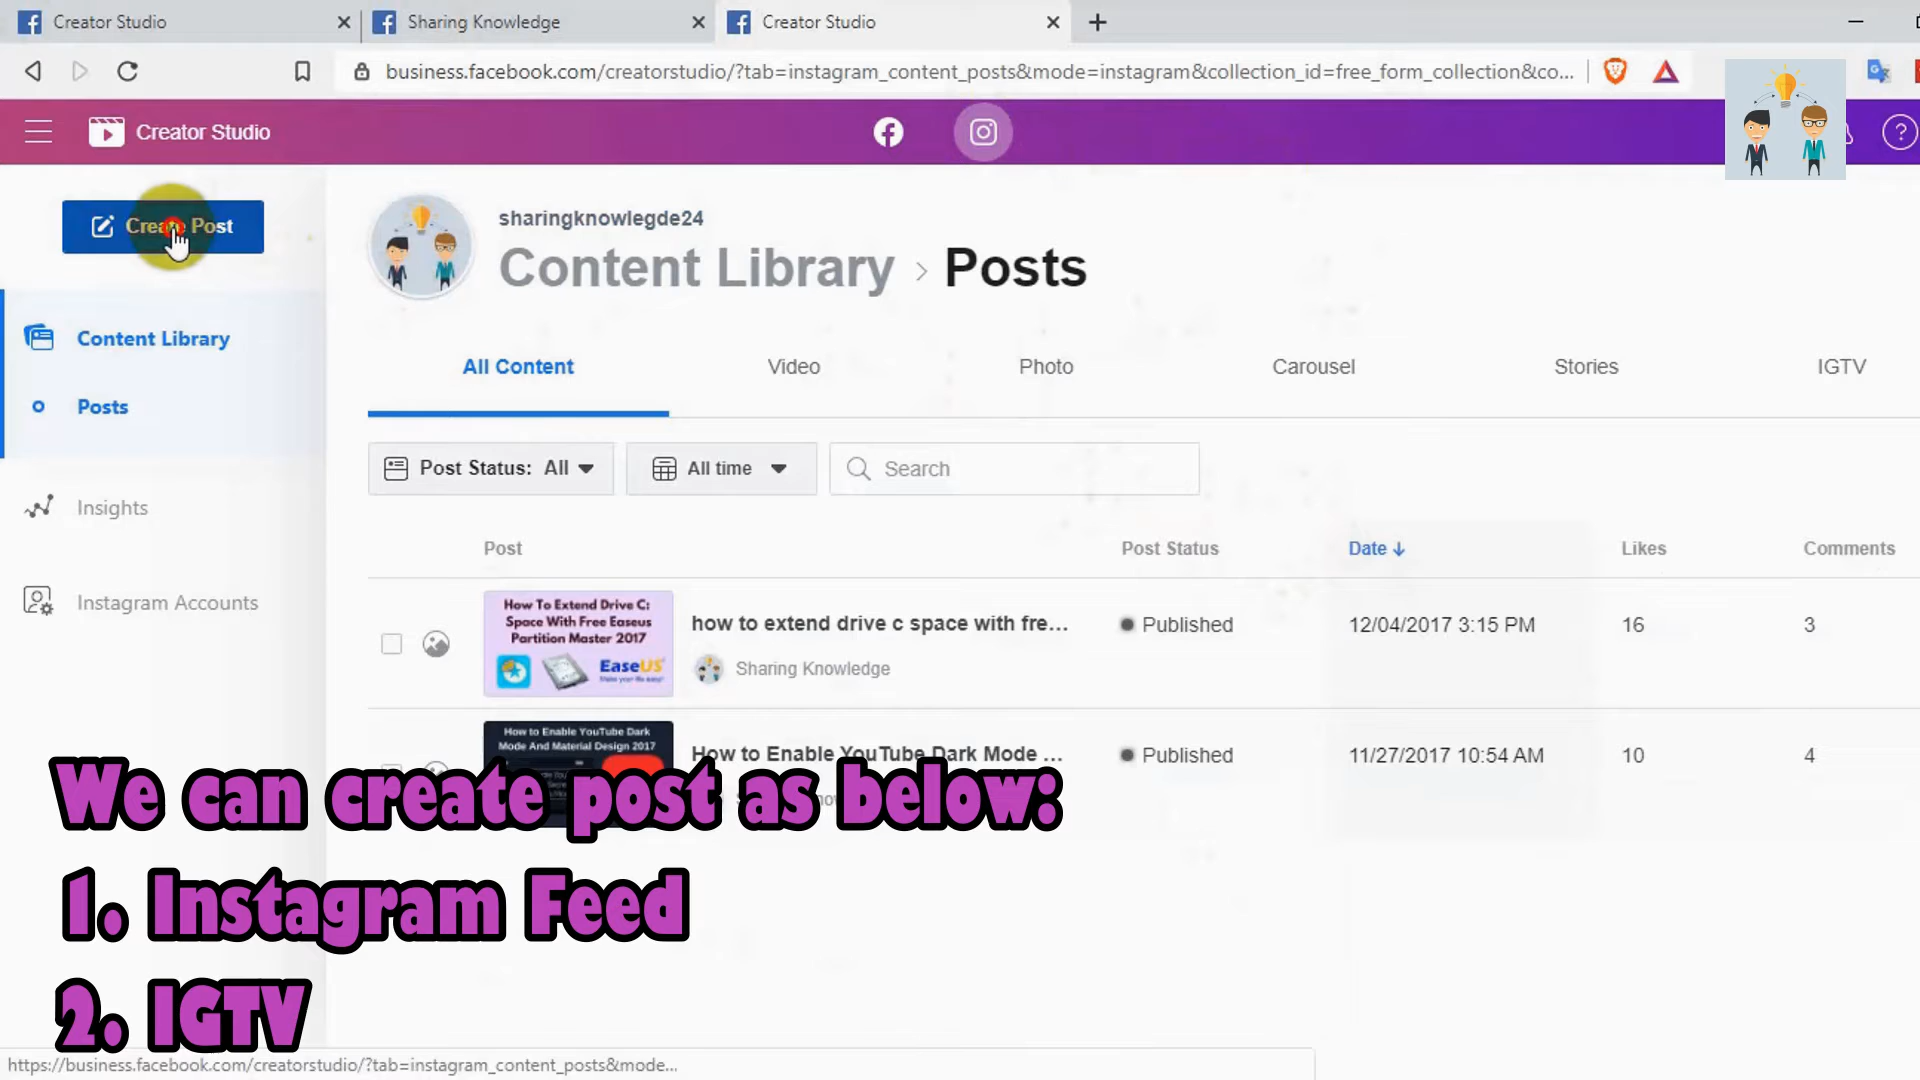 Creator Studio
Sharing Knowledge
Creator Studio
business.facebook.com/creatorstudio/?tab=instagram_content_posts&mode=instagram&collection_id=free_form_collection&co...
Creator Studio
Create Post
sharingknowlegde24
Content Library > Posts
Content Library
Posts
Insights
Instagram Accounts
All Content
Video
Photo
Carousel
Stories
IGTV
Post Status: All
All time
Search
Post
Post Status
Date ↓
Likes
Comments
How To Extend Drive C:
Space With Free Easeus
Partition Master 2017
EaseUS
how to extend drive c space with fre...
Sharing Knowledge
Published
12/04/2017 3:15 PM
16
3
How to Enable YouTube Dark
Mode And Material Design 2017
How to Enable YouTube Dark Mode ...
Published
11/27/2017 10:54 AM
10
4
We can create post as below:
1. Instagram Feed
2. IGTV
https://business.facebook.com/creatorstudio/?tab=instagram_content_posts&mode...